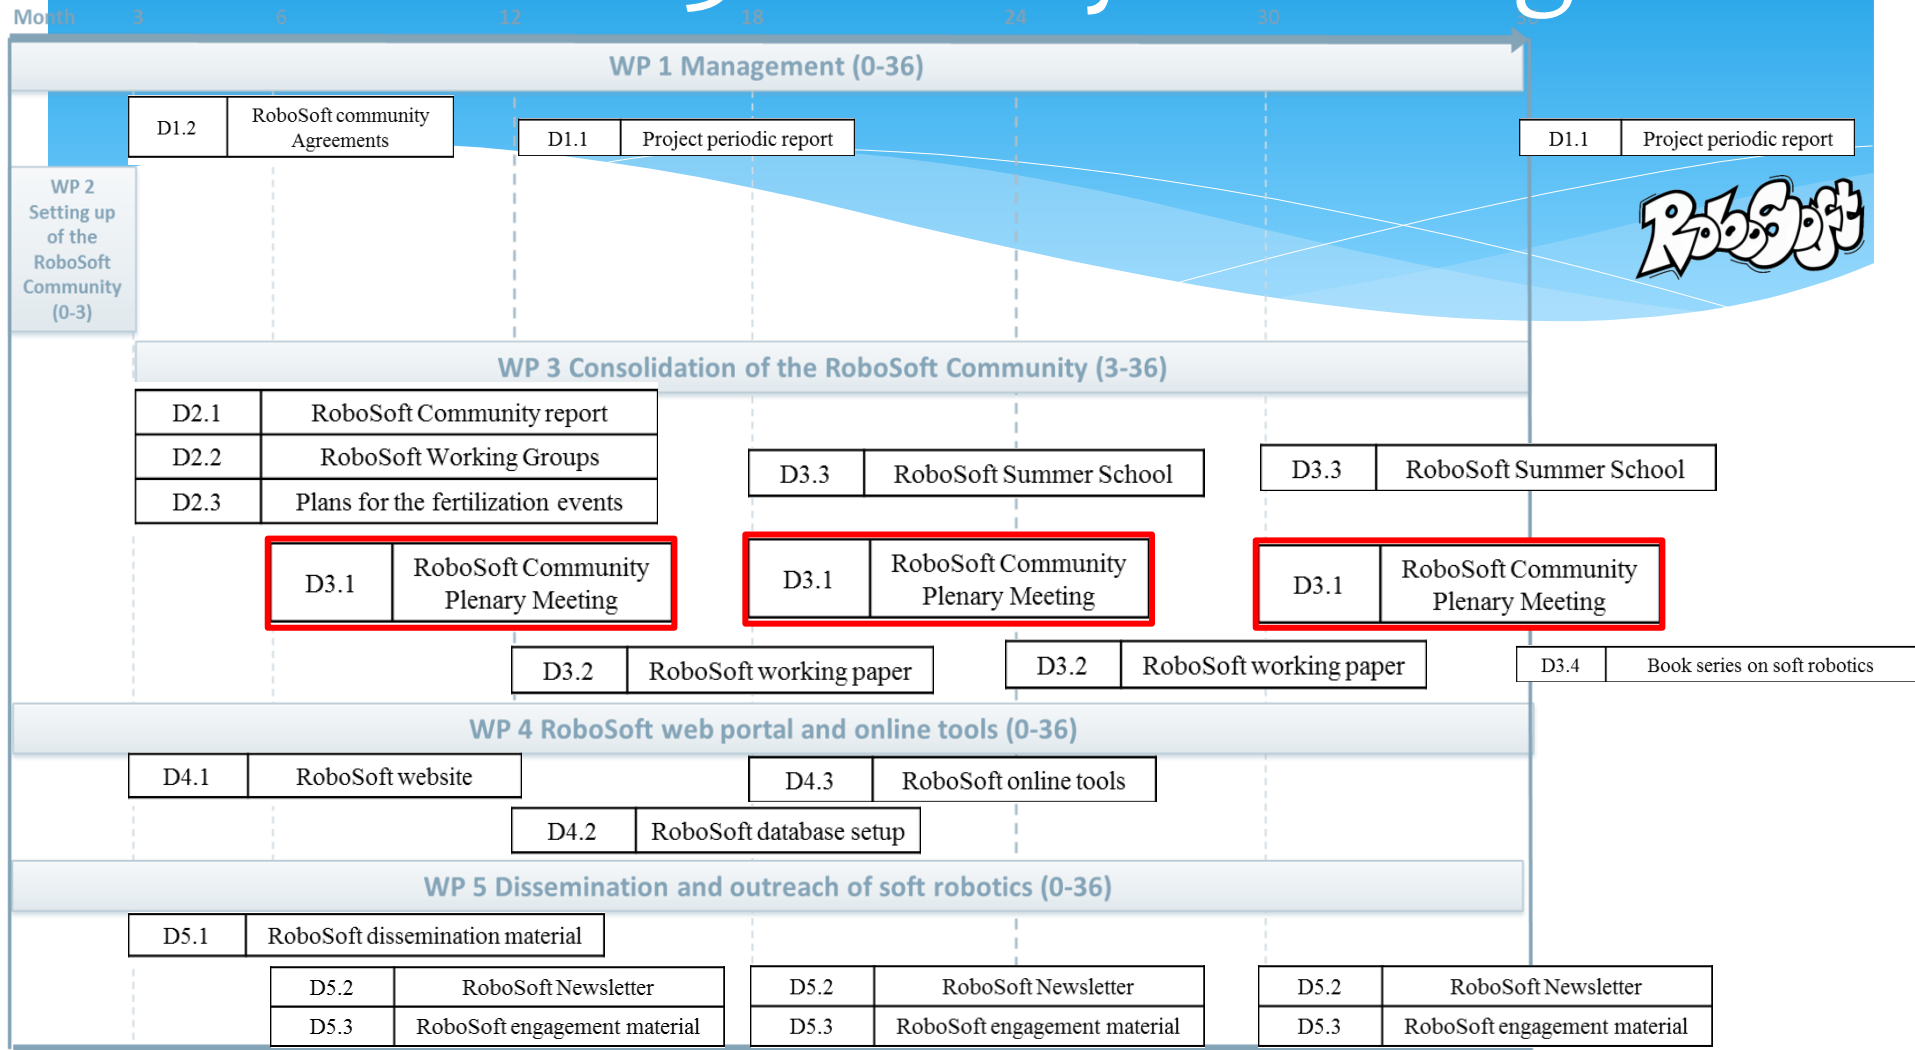 Month 3 6 12 18 24 30
WP 1 Management (0-36)
D1.2 RoboSoft community
Agreements
D1.1 Project periodic report
D1.1 Project periodic report
WP 2
Setting up
of the
RoboSoft
Community
(0-3)
RoboSoft
WP 3 Consolidation of the RoboSoft Community (3-36)
D2.1 RoboSoft Community report
D2.2 RoboSoft Working Groups
D2.3 Plans for the fertilization events
D3.3 RoboSoft Summer School
D3.3 RoboSoft Summer School
D3.1 RoboSoft Community
Plenary Meeting
D3.1 RoboSoft Community
Plenary Meeting
D3.1 RoboSoft Community
Plenary Meeting
D3.2 RoboSoft working paper
D3.2 RoboSoft working paper
D3.4 Book series on soft robotics
WP 4 RoboSoft web portal and online tools (0-36)
D4.1 RoboSoft website
D4.3 RoboSoft online tools
D4.2 RoboSoft database setup
WP 5 Dissemination and outreach of soft robotics (0-36)
D5.1 RoboSoft dissemination material
D5.2 RoboSoft Newsletter
D5.3 RoboSoft engagement material
D5.2 RoboSoft Newsletter
D5.3 RoboSoft engagement material
D5.2 RoboSoft Newsletter
D5.3 RoboSoft engagement material